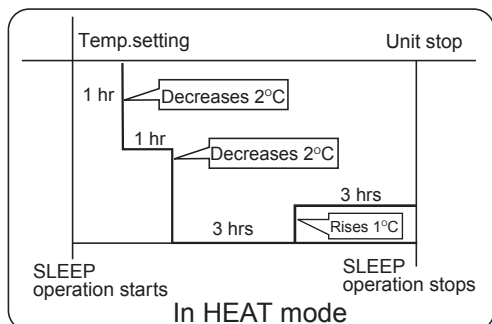 Temp.setting
Unit stop
1 hr
Decreases 2°C
1 hr
Decreases 2°C
3 hrs
3 hrs
Rises 1°C
SLEEP
operation starts
SLEEP
operation stops
In HEAT mode